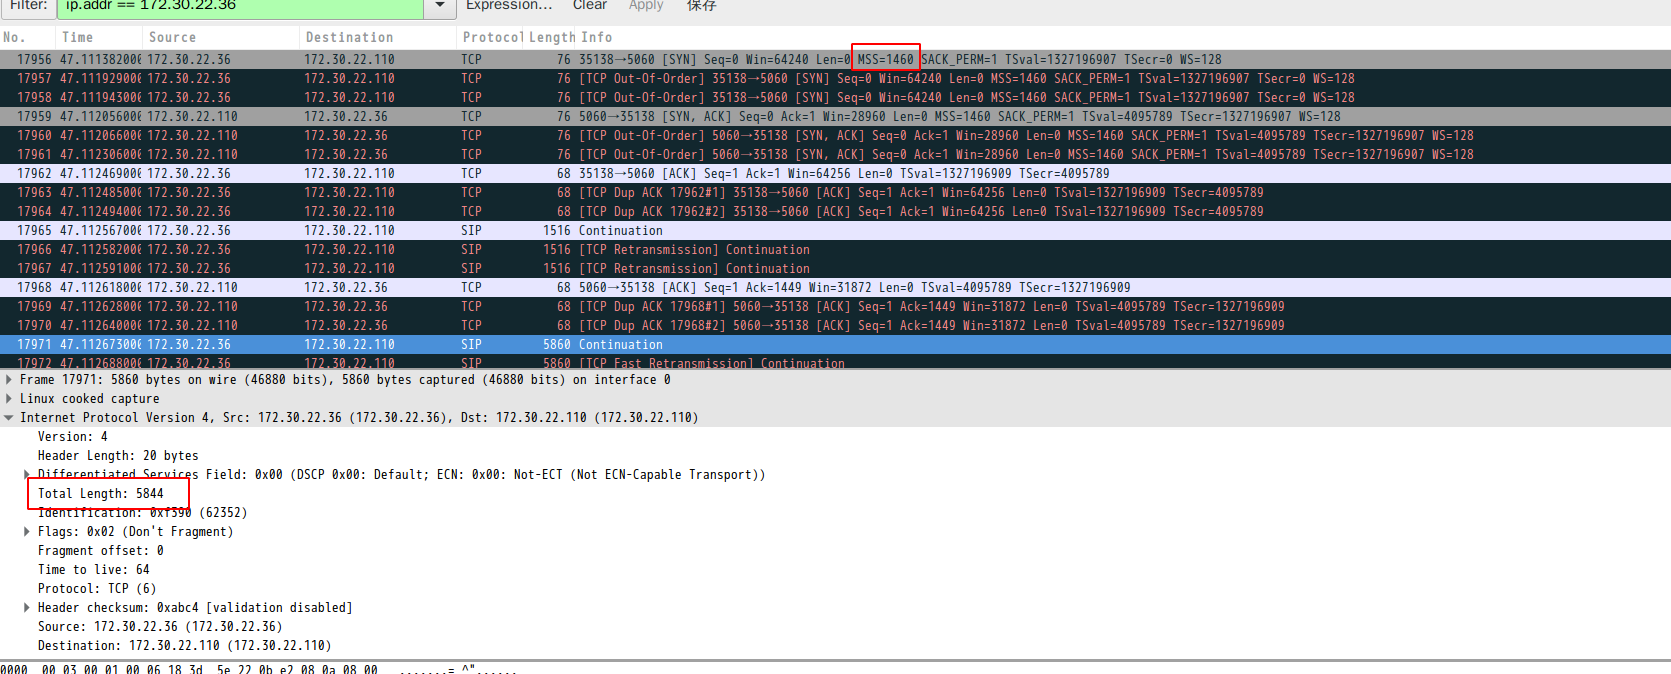 Filter: ip.addr == 172.30.22.36 Expression... Clear Apply 保存
No. Time Source Destination Protocol Length Info
17956 47.111382000 172.30.22.36 172.30.22.110 TCP 76 35138→5060 [SYN] Seq=0 Win=64240 Len=0 MSS=1460 SACK_PERM=1 TSval=1327196907 TSecr=0 WS=128
17957 47.111929000 172.30.22.36 172.30.22.110 TCP 76 [TCP Out-Of-Order] 35138→5060 [SYN] Seq=0 Win=64240 Len=0 MSS=1460 SACK_PERM=1 TSval=1327196907 TSecr=0 WS=128
17958 47.111943000 172.30.22.36 172.30.22.110 TCP 76 [TCP Out-Of-Order] 35138→5060 [SYN] Seq=0 Win=64240 Len=0 MSS=1460 SACK_PERM=1 TSval=1327196907 TSecr=0 WS=128
17959 47.112056000 172.30.22.110 172.30.22.36 TCP 76 5060→35138 [SYN, ACK] Seq=0 Ack=1 Win=28960 Len=0 MSS=1460 SACK_PERM=1 TSval=4095789 TSecr=1327196907 WS=128
17960 47.112066000 172.30.22.110 172.30.22.36 TCP 76 [TCP Out-Of-Order] 5060→35138 [SYN, ACK] Seq=0 Ack=1 Win=28960 Len=0 MSS=1460 SACK_PERM=1 TSval=4095789 TSecr=1327196907 WS=128
17961 47.112306000 172.30.22.110 172.30.22.36 TCP 76 [TCP Out-Of-Order] 5060→35138 [SYN, ACK] Seq=0 Ack=1 Win=28960 Len=0 MSS=1460 SACK_PERM=1 TSval=4095789 TSecr=1327196907 WS=128
17962 47.112469000 172.30.22.36 172.30.22.110 TCP 68 35138→5060 [ACK] Seq=1 Ack=1 Win=64256 Len=0 TSval=1327196909 TSecr=4095789
17963 47.112485000 172.30.22.36 172.30.22.110 TCP 68 [TCP Dup ACK 17962#1] 35138→5060 [ACK] Seq=1 Ack=1 Win=64256 Len=0 TSval=1327196909 TSecr=4095789
17964 47.112494000 172.30.22.36 172.30.22.110 TCP 68 [TCP Dup ACK 17962#2] 35138→5060 [ACK] Seq=1 Ack=1 Win=64256 Len=0 TSval=1327196909 TSecr=4095789
17965 47.112567000 172.30.22.36 172.30.22.110 SIP 1516 Continuation
17966 47.112582000 172.30.22.36 172.30.22.110 SIP 1516 [TCP Retransmission] Continuation
17967 47.112591000 172.30.22.36 172.30.22.110 SIP 1516 [TCP Retransmission] Continuation
17968 47.112618000 172.30.22.110 172.30.22.36 TCP 68 5060→35138 [ACK] Seq=1 Ack=1449 Win=31872 Len=0 TSval=4095789 TSecr=1327196909
17969 47.112628000 172.30.22.110 172.30.22.36 TCP 68 [TCP Dup ACK 17968#1] 5060→35138 [ACK] Seq=1 Ack=1449 Win=31872 Len=0 TSval=4095789 TSecr=1327196909
17970 47.112640000 172.30.22.110 172.30.22.36 TCP 68 [TCP Dup ACK 17968#2] 5060→35138 [ACK] Seq=1 Ack=1449 Win=31872 Len=0 TSval=4095789 TSecr=1327196909
17971 47.112673000 172.30.22.36 172.30.22.110 SIP 5860 Continuation
17972 47.112688000 172.30.22.36 172.30.22.110 SIP 5860 [TCP Fast Retransmission] Continuation
Frame 17971: 5860 bytes on wire (46880 bits), 5860 bytes captured (46880 bits) on interface 0
Linux cooked capture
Internet Protocol Version 4, Src: 172.30.22.36 (172.30.22.36), Dst: 172.30.22.110 (172.30.22.110)
Version: 4
Header Length: 20 bytes
Differentiated Services Field: 0x00 (DSCP 0x00: Default; ECN: 0x00: Not-ECT (Not ECN-Capable Transport))
Total Length: 5844
Identification: 0xf390 (62352)
Flags: 0x02 (Don't Fragment)
Fragment offset: 0
Time to live: 64
Protocol: TCP (6)
Header checksum: 0xabc4 [validation disabled]
Source: 172.30.22.36 (172.30.22.36)
Destination: 172.30.22.110 (172.30.22.110)
0000 00 03 00 01 00 06 18 3d 5e 22 0b e2 08 0a 08 00 .......= ^"......